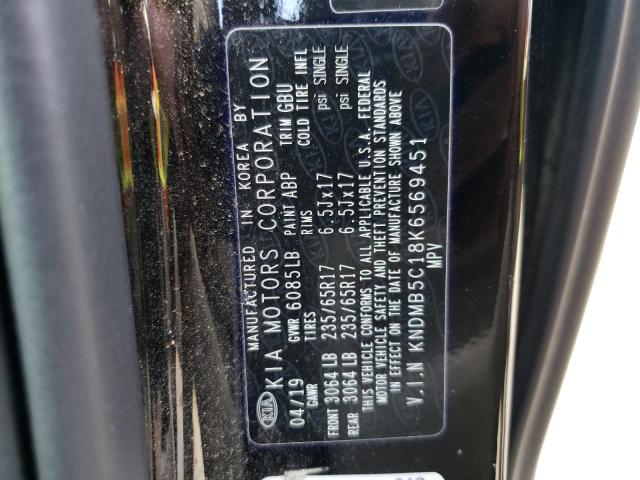 MANUFACTURED IN KOREA BY
KIA KIA MOTORS CORPORATION
04/19 GVWR 6085LB PAINT ABP TRIM GBU
GAWR TIRES RIMS COLD TIRE INFL
FRONT 3064LB 235/65R17 6.5Jx17 psi SINGLE
REAR 3064LB 235/65R17 6.5Jx17 psi SINGLE
THIS VEHICLE CONFORMS TO ALL APPLICABLE U.S.A. FEDERAL
MOTOR VEHICLE SAFETY AND THEFT PREVENTION STANDARDS
IN EFFECT ON THE DATE OF MANUFACTURE SHOWN ABOVE
V.I.N KNDMB5C18K6569451
MPV